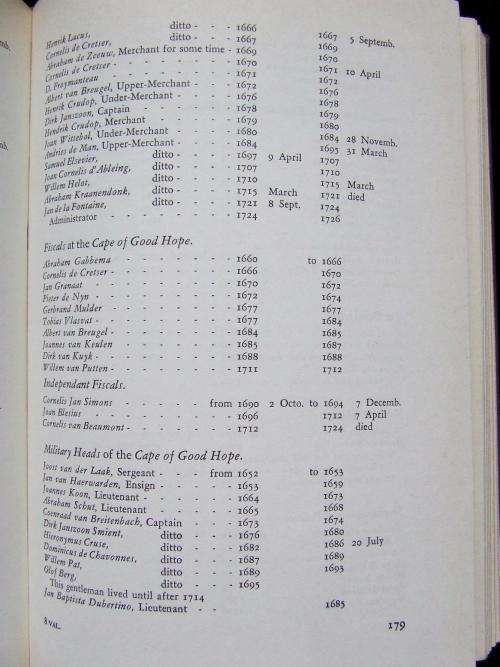 Henrik Lacus, ditto - - - 1666 1667 5 Septemb.
Cornelis de Cretser, ditto - - - 1667 1669
Abraham de Zeeuw, Merchant for some time - 1669 1670
Cornelis de Cretser - - - - - - - - 1670 1671 10 April
D. Froymanteau - - - - - - - - 1671 1672
Albert van Breugel, Upper-Merchant - - - 1672 1676
Henrik Crudop, Under-Merchant - - - 1676 1678
Dirk Janszoon, Captain - - - - - 1678 1679
Hendrik Crudop, Merchant - - - - 1679 1680
Joan Wittebol, Under-Merchant - - - - 1680 1684 28 Novemb.
Andries de Man, Upper-Merchant - - - 1684 1695 31 March
Samuel Elsevier, ditto - - - 1697 9 April 1707
Joan Cornelis d'Ableing, ditto - - - 1707 1710
Willem Helot, ditto - - - 1710 1715 March
Abraham Kraanendonk, ditto - - - 1715 March 1721 died
Jan de la Fontaine, ditto - - - 1721 8 Sept. 1724
Administrator - - - - - - - 1724 1726
Fiscals at the Cape of Good Hope.
Abraham Gabbema - - - - - - - 1660 to 1666
Cornelis de Cretser - - - - - - - 1666 1670
Jan Granaat - - - - - - - 1670 1672
Pieter de Nyn - - - - - - - 1672 1674
Gerbrand Mulder - - - - - - - 1677 1677
Tobias Vlasvat - - - - - - - 1677 1684
Albert van Breugel - - - - - - - 1684 1685
Joannes van Keulen - - - - - - - 1685 1687
Dirk van Kuyk - - - - - - - 1688 1688
Willem van Putten - - - - - - - 1711 1712
Independant Fiscals.
Cornelis Jan Simons - - - - - from 1690 2 Octo. to 1694 7 Decemb.
Joan Blesius - - - - - - - 1696 1712 7 April
Cornelis van Beaumont - - - - - - - 1712 1724 died
Military Heads of the Cape of Good Hope.
Joost van der Laak, Sergeant - - - from 1652 to 1653
Jan van Haerwarden, Ensign - - - - 1653 1659
Joannes Koon, Lieutenant - - - - 1664 1673
Abraham Schut, Lieutenant - - - - 1665 1668
Coenraad van Breitenbach, Captain - - - 1673 1674
Dirk Janszoon Smient, ditto - - - 1676 1680
Hieronymus Cruse, ditto - - - 1682 1686 20 July
Dominicus de Chavonnes, ditto - - - 1687 1689
Willem Pat, ditto - - - 1689 1693
Olof Berg, ditto - - - 1695
This gentleman lived until after 1714
Jan Baptista Dubertino, Lieutenant - - 1685
8 VAL. 179